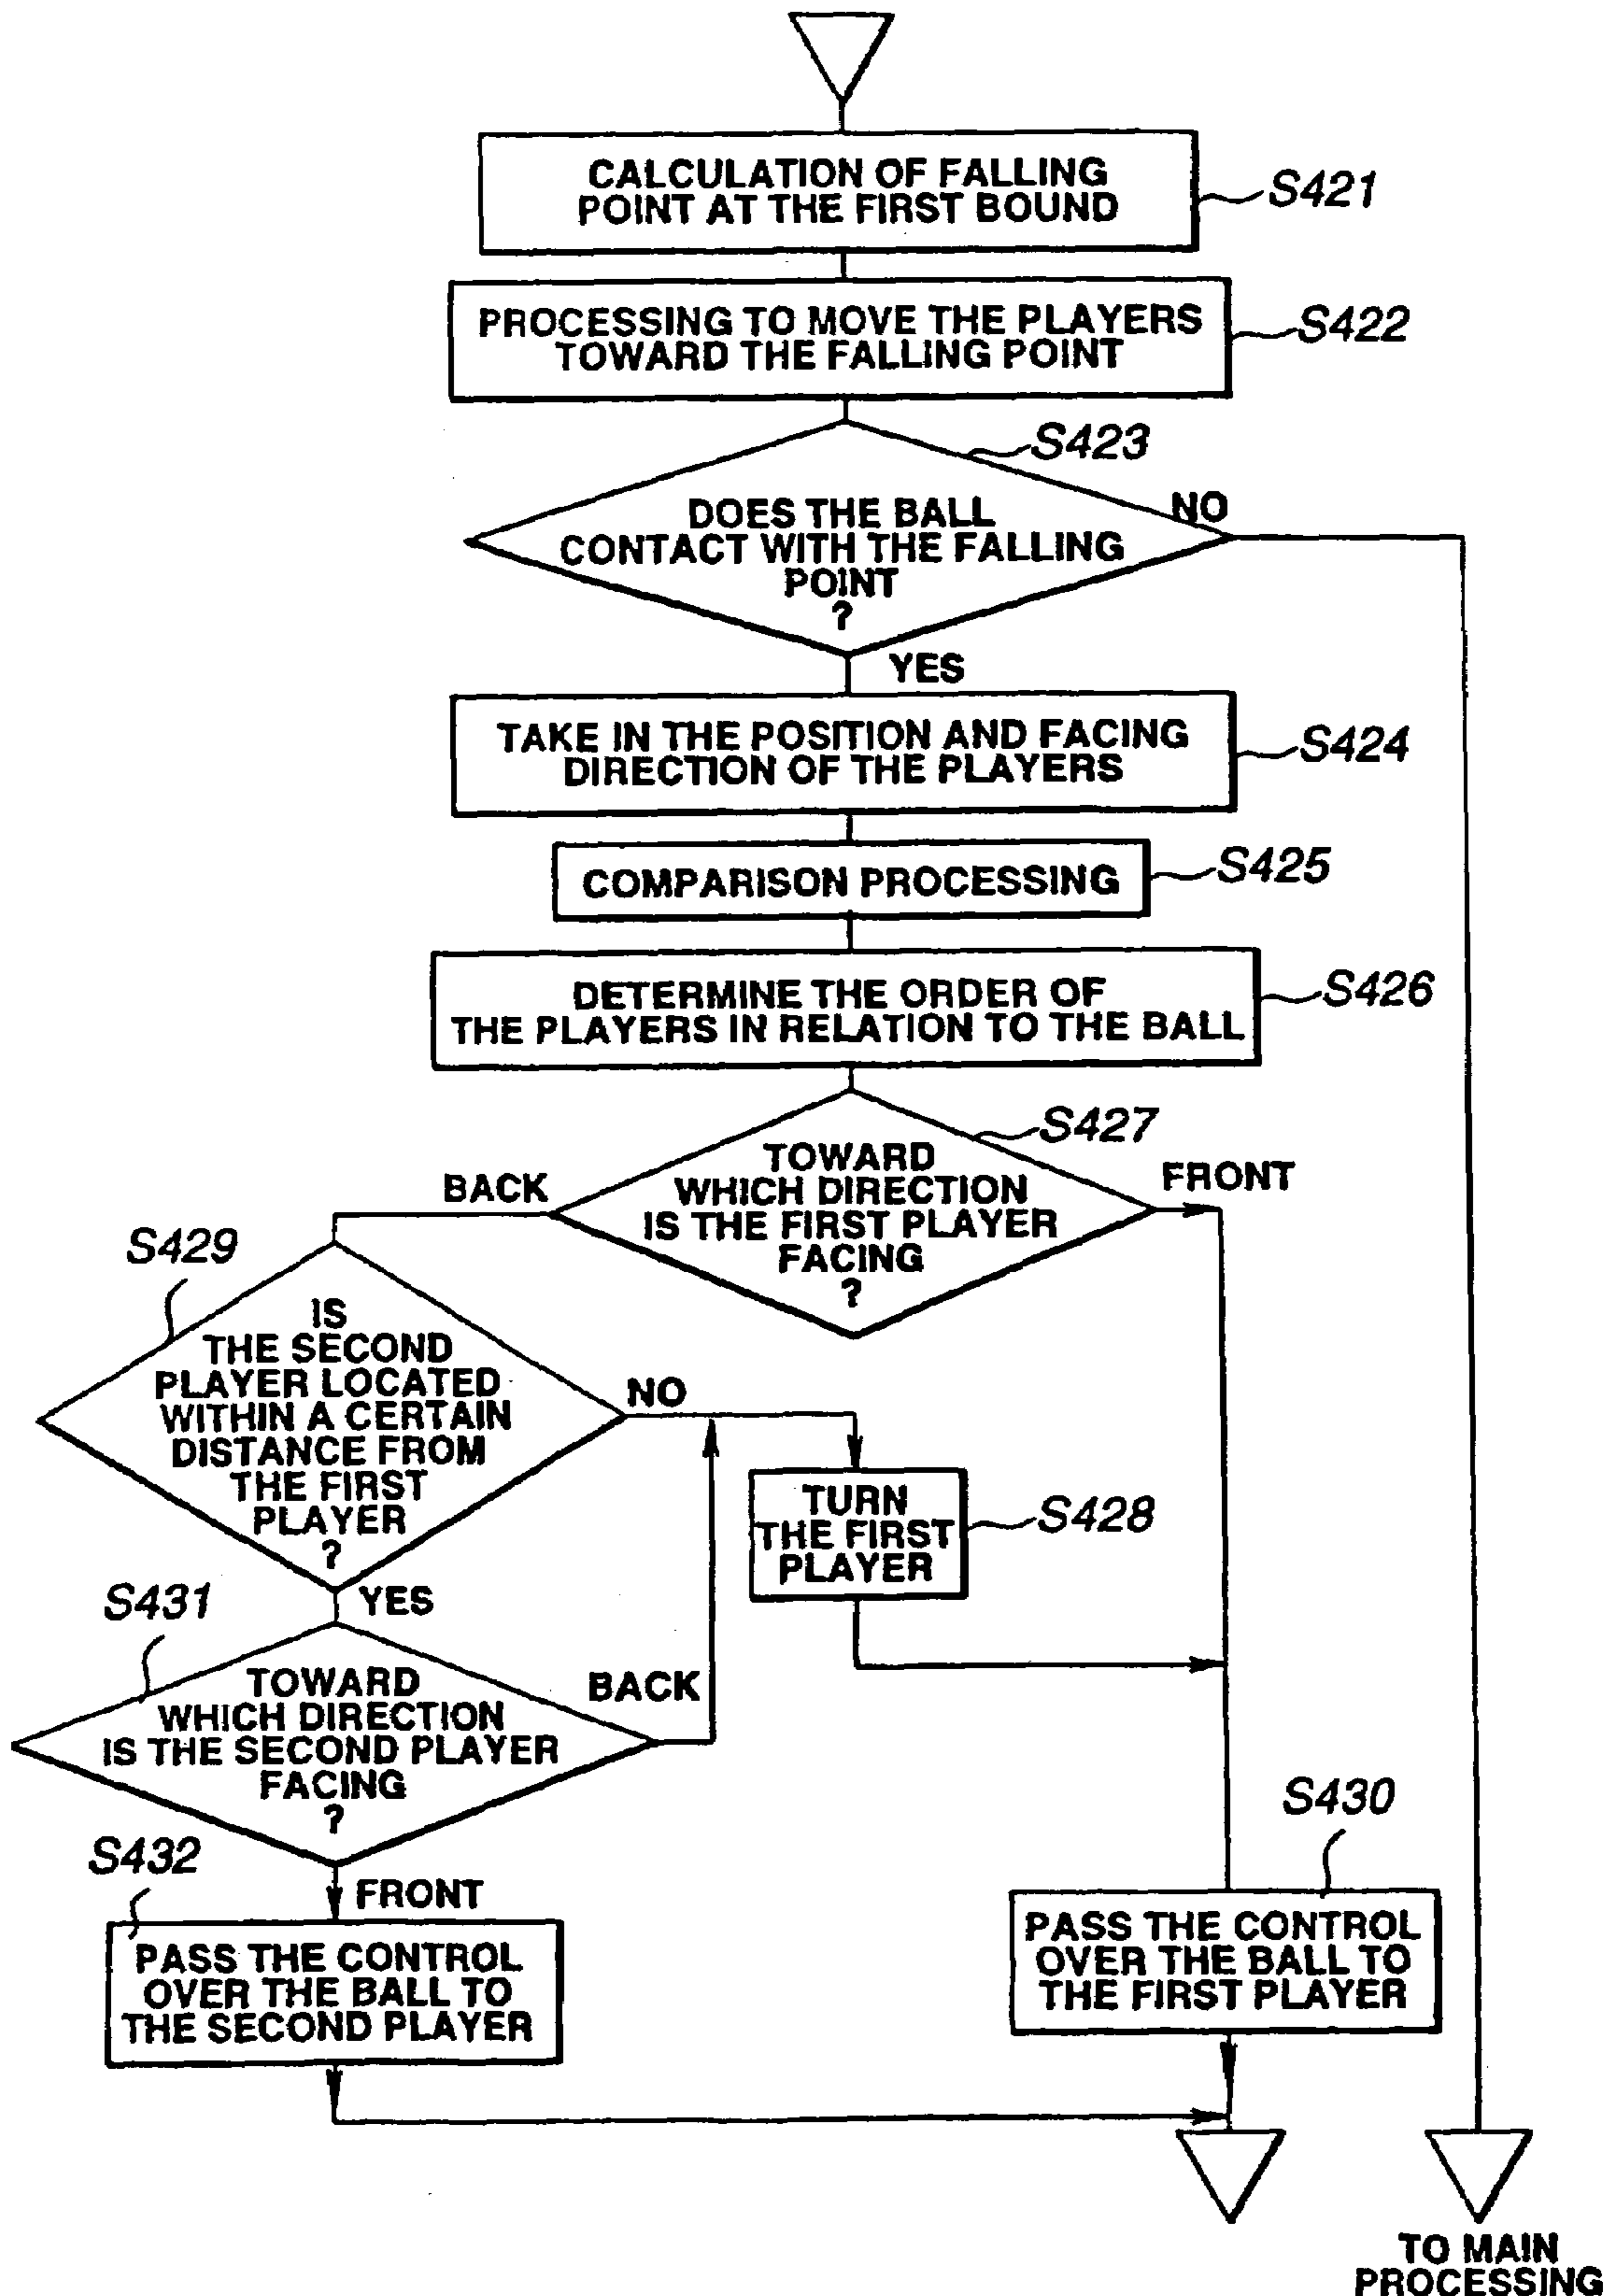 CALCULATION OF FALLING
POINT AT THE FIRST BOUND
S421
PROCESSING TO MOVE THE PLAYERS
TOWARD THE FALLING POINT
S422
S423
DOES THE BALL
CONTACT WITH THE FALLING
POINT
?
NO
YES
TAKE IN THE POSITION AND FACING
DIRECTION OF THE PLAYERS
S424
COMPARISON PROCESSING
S425
DETERMINE THE ORDER OF
THE PLAYERS IN RELATION TO THE BALL
S426
S427
TOWARD
WHICH DIRECTION
IS THE FIRST PLAYER
FACING
?
BACK
FRONT
S429
IS
THE SECOND
PLAYER LOCATED
WITHIN A CERTAIN
DISTANCE FROM
THE FIRST
PLAYER
?
NO
YES
TURN
THE FIRST
PLAYER
S428
S431
TOWARD
WHICH DIRECTION
IS THE SECOND PLAYER
FACING
?
BACK
FRONT
S432
PASS THE CONTROL
OVER THE BALL TO
THE SECOND PLAYER
S430
PASS THE CONTROL
OVER THE BALL TO
THE FIRST PLAYER
TO MAIN
PROCESSING